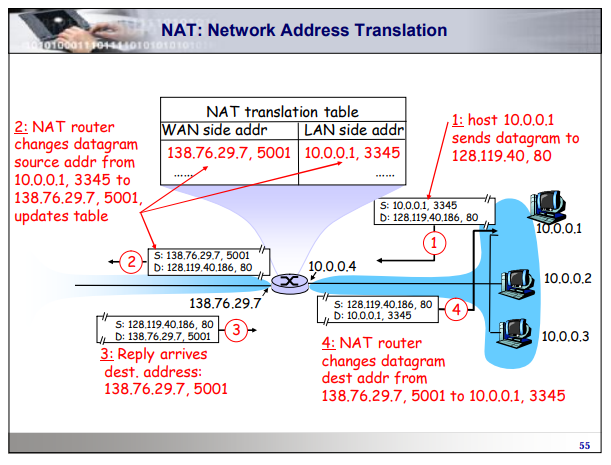 NAT: Network Address Translation
NAT translation table
WAN side addr LAN side addr
138.76.29.7, 5001 10.0.0.1, 3345
...... ......
2: NAT router
changes datagram
source addr from
10.0.0.1, 3345 to
138.76.29.7, 5001,
updates table
1: host 10.0.0.1
sends datagram to
128.119.40, 80
S: 10.0.0.1, 3345
D: 128.119.40.186, 80
1
10.0.0.1
S: 138.76.29.7, 5001
D: 128.119.40.186, 80
2
10.0.0.4
10.0.0.2
138.76.29.7
S: 128.119.40.186, 80
D: 10.0.0.1, 3345
4
S: 128.119.40.186, 80
D: 138.76.29.7, 5001
3
10.0.0.3
3: Reply arrives
dest. address:
138.76.29.7, 5001
4: NAT router
changes datagram
dest addr from
138.76.29.7, 5001 to 10.0.0.1, 3345
55